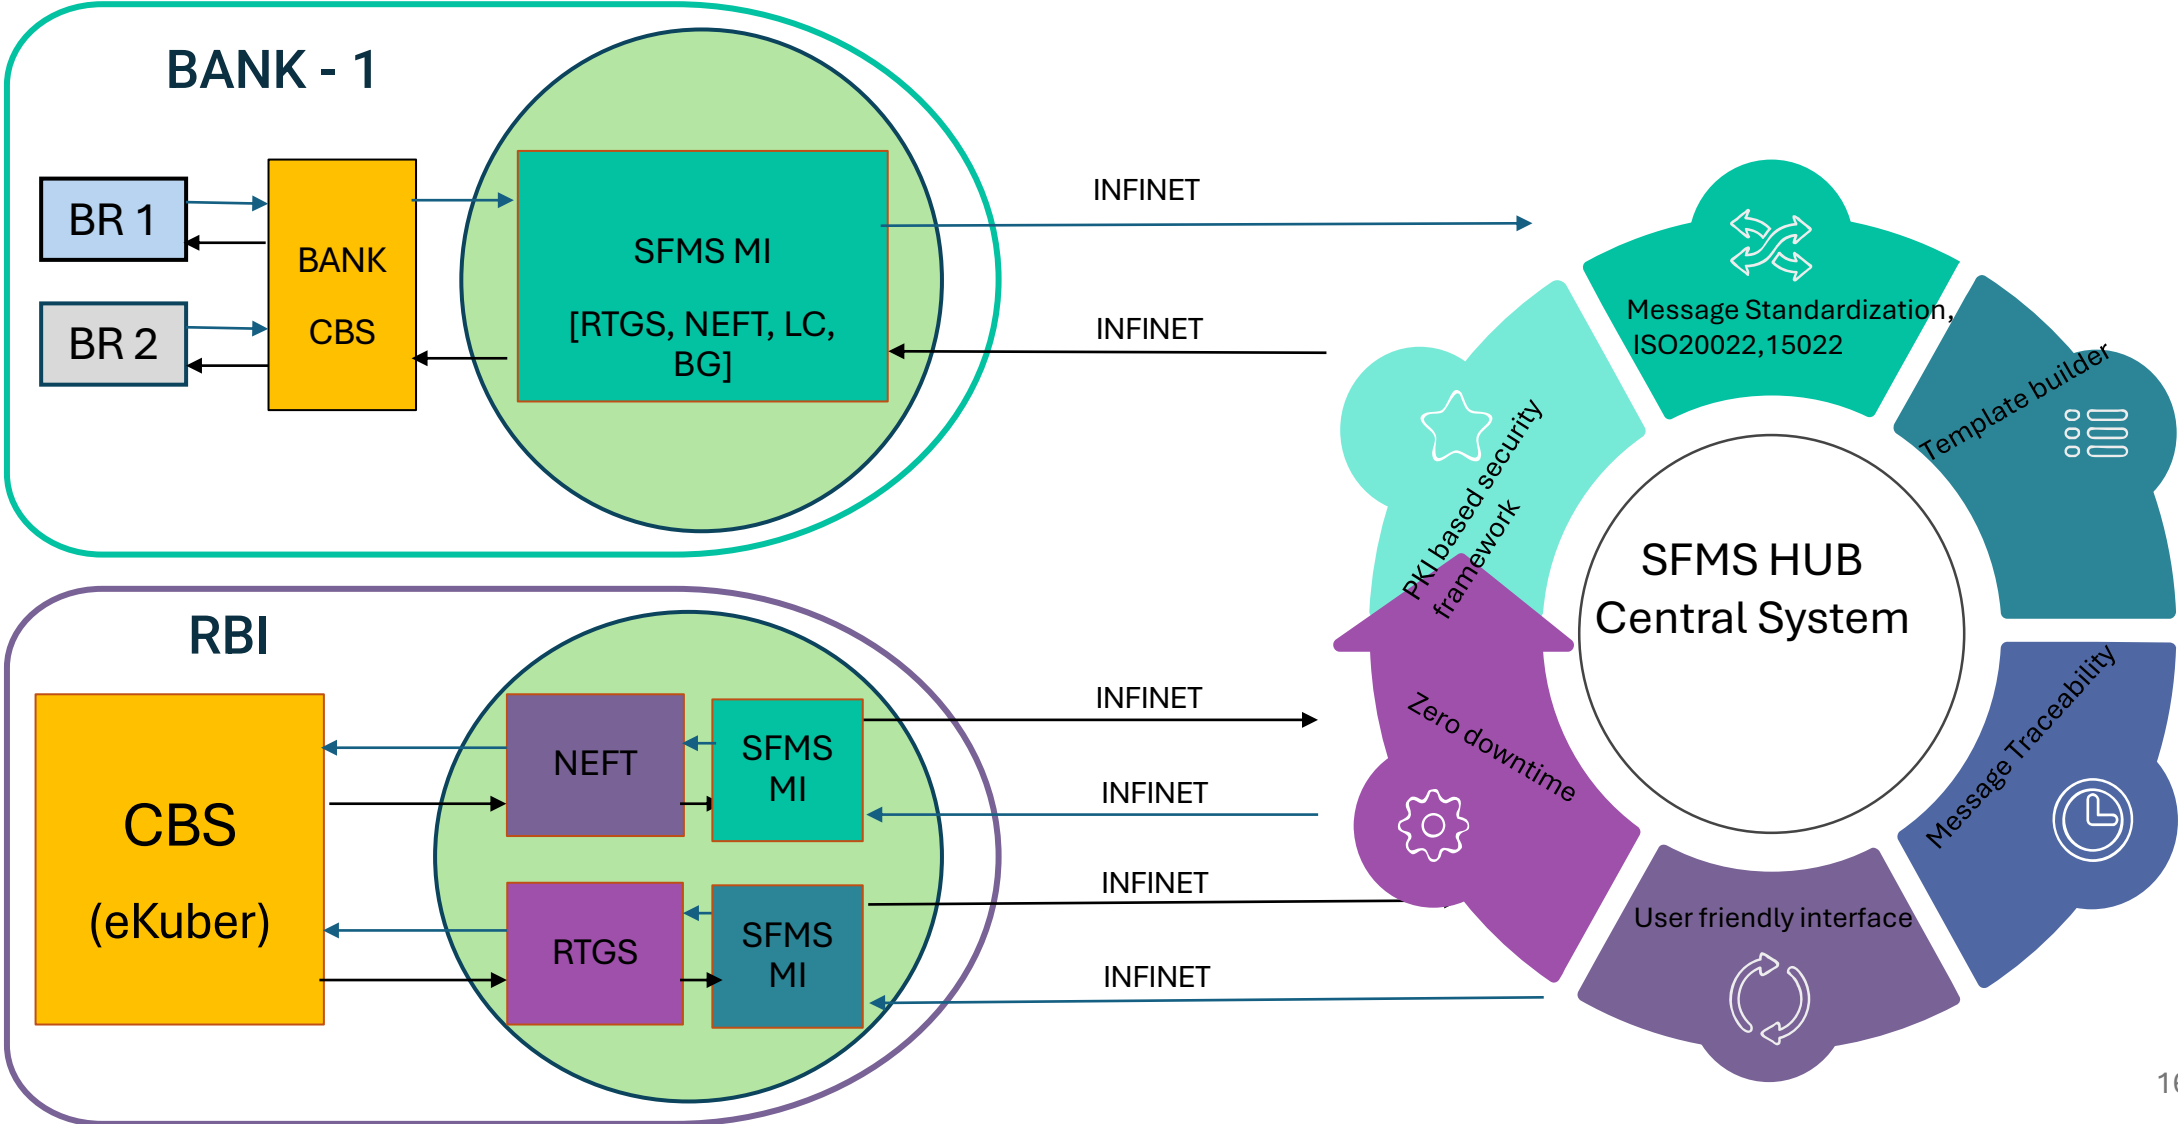 BANK - 1
BR 1
BR 2
BANK
CBS
SFMS MI
[RTGS, NEFT, LC,
BG]
INFINET
INFINET
RBI
CBS
(eKuber)
NEFT
SFMS
MI
RTGS
SFMS
MI
INFINET
INFINET
INFINET
INFINET
Message Standardization,
ISO20022,15022
Template builder
Message Traceability
User friendly interface
Zero downtime
PKI based security
framework
SFMS HUB
Central System